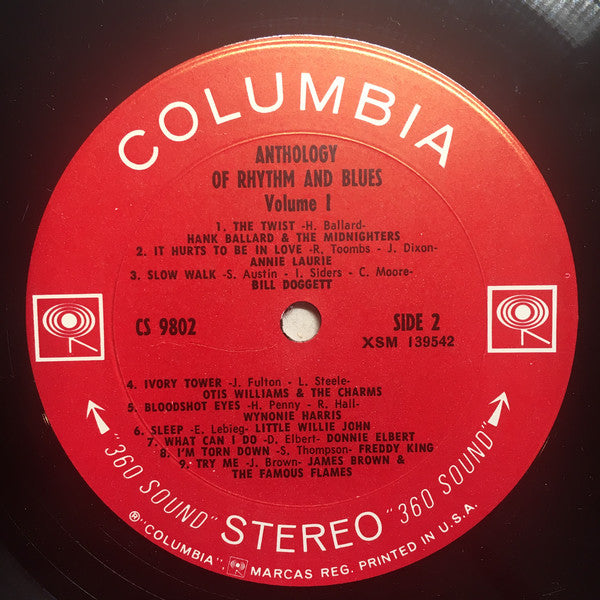 COLUMBIA
ANTHOLOGY
OF RHYTHM AND BLUES
Volume 1
1. THE TWIST -H. Ballard-
HANK BALLARD & THE MIDNIGHTERS
2. IT HURTS TO BE IN LOVE -R. Toombs - J. Dixon-
ANNIE LAURIE
3. SLOW WALK -S. Austin - I. Siders - C. Moore-
BILL DOGGETT
CS 9802
SIDE 2
XSM 139542
4. IVORY TOWER -J. Fulton - L. Steele-
OTIS WILLIAMS & THE CHARMS
5. BLOODSHOT EYES -H. Penny - R. Hall-
WYNONIE HARRIS
6. SLEEP -E. Lebieg- LITTLE WILLIE JOHN
7. WHAT CAN I DO -D. Elbert- DONNIE ELBERT
8. I'M TORN DOWN -S. Thompson- FREDDY KING
9. TRY ME -J. Brown- JAMES BROWN &
THE FAMOUS FLAMES
"360 SOUND" STEREO "360 SOUND"
® "COLUMBIA", MARCAS REG. PRINTED IN U.S.A.